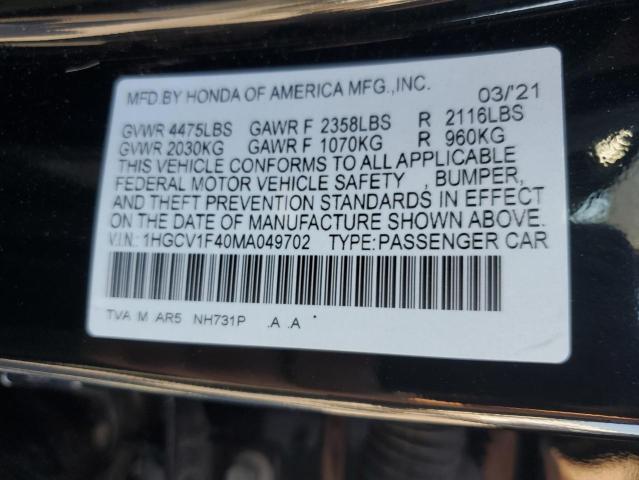 MFD.BY HONDA OF AMERICA MFG.,INC. 03/'21
GVWR 4475LBS GAWR F 2358LBS R 2116LBS
GVWR 2030KG GAWR F 1070KG R 960KG
THIS VEHICLE CONFORMS TO ALL APPLICABLE
FEDERAL MOTOR VEHICLE SAFETY , BUMPER,
AND THEFT PREVENTION STANDARDS IN EFFECT
ON THE DATE OF MANUFACTURE SHOWN ABOVE.
V.I.N.: 1HGCV1F40MA049702 TYPE:PASSENGER CAR
TVA M AR5 NH731P .A .A